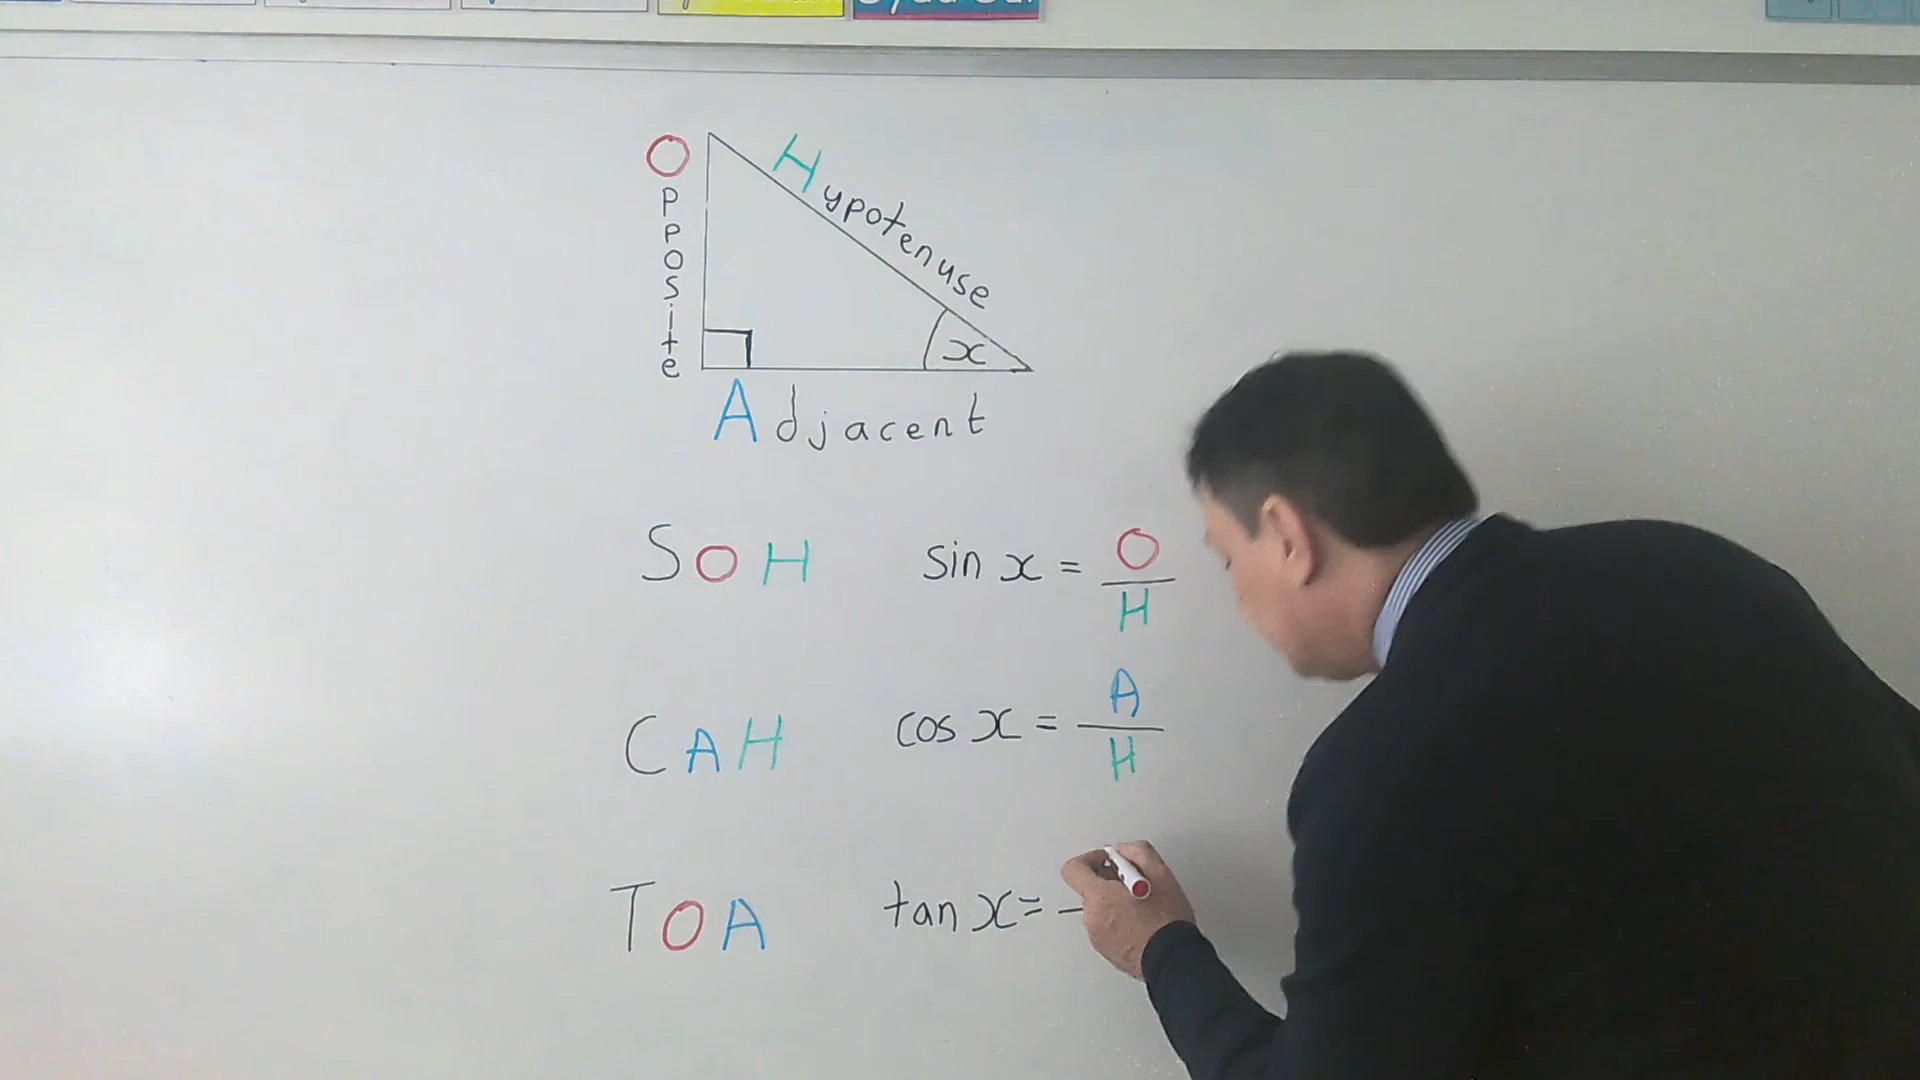 Opposite
Hypotenuse
x
Adjacent
SOH
sin x = O/H
CAH
cos x = A/H
TOA
tan x =